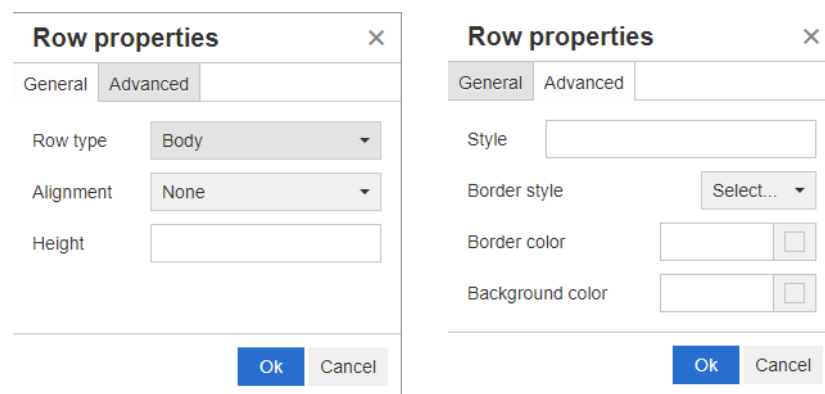 Row properties ×
General Advanced
Row type Body
Alignment None
Height
Ok Cancel
Row properties ×
General Advanced
Style
Border style Select...
Border color
Background color
Ok Cancel